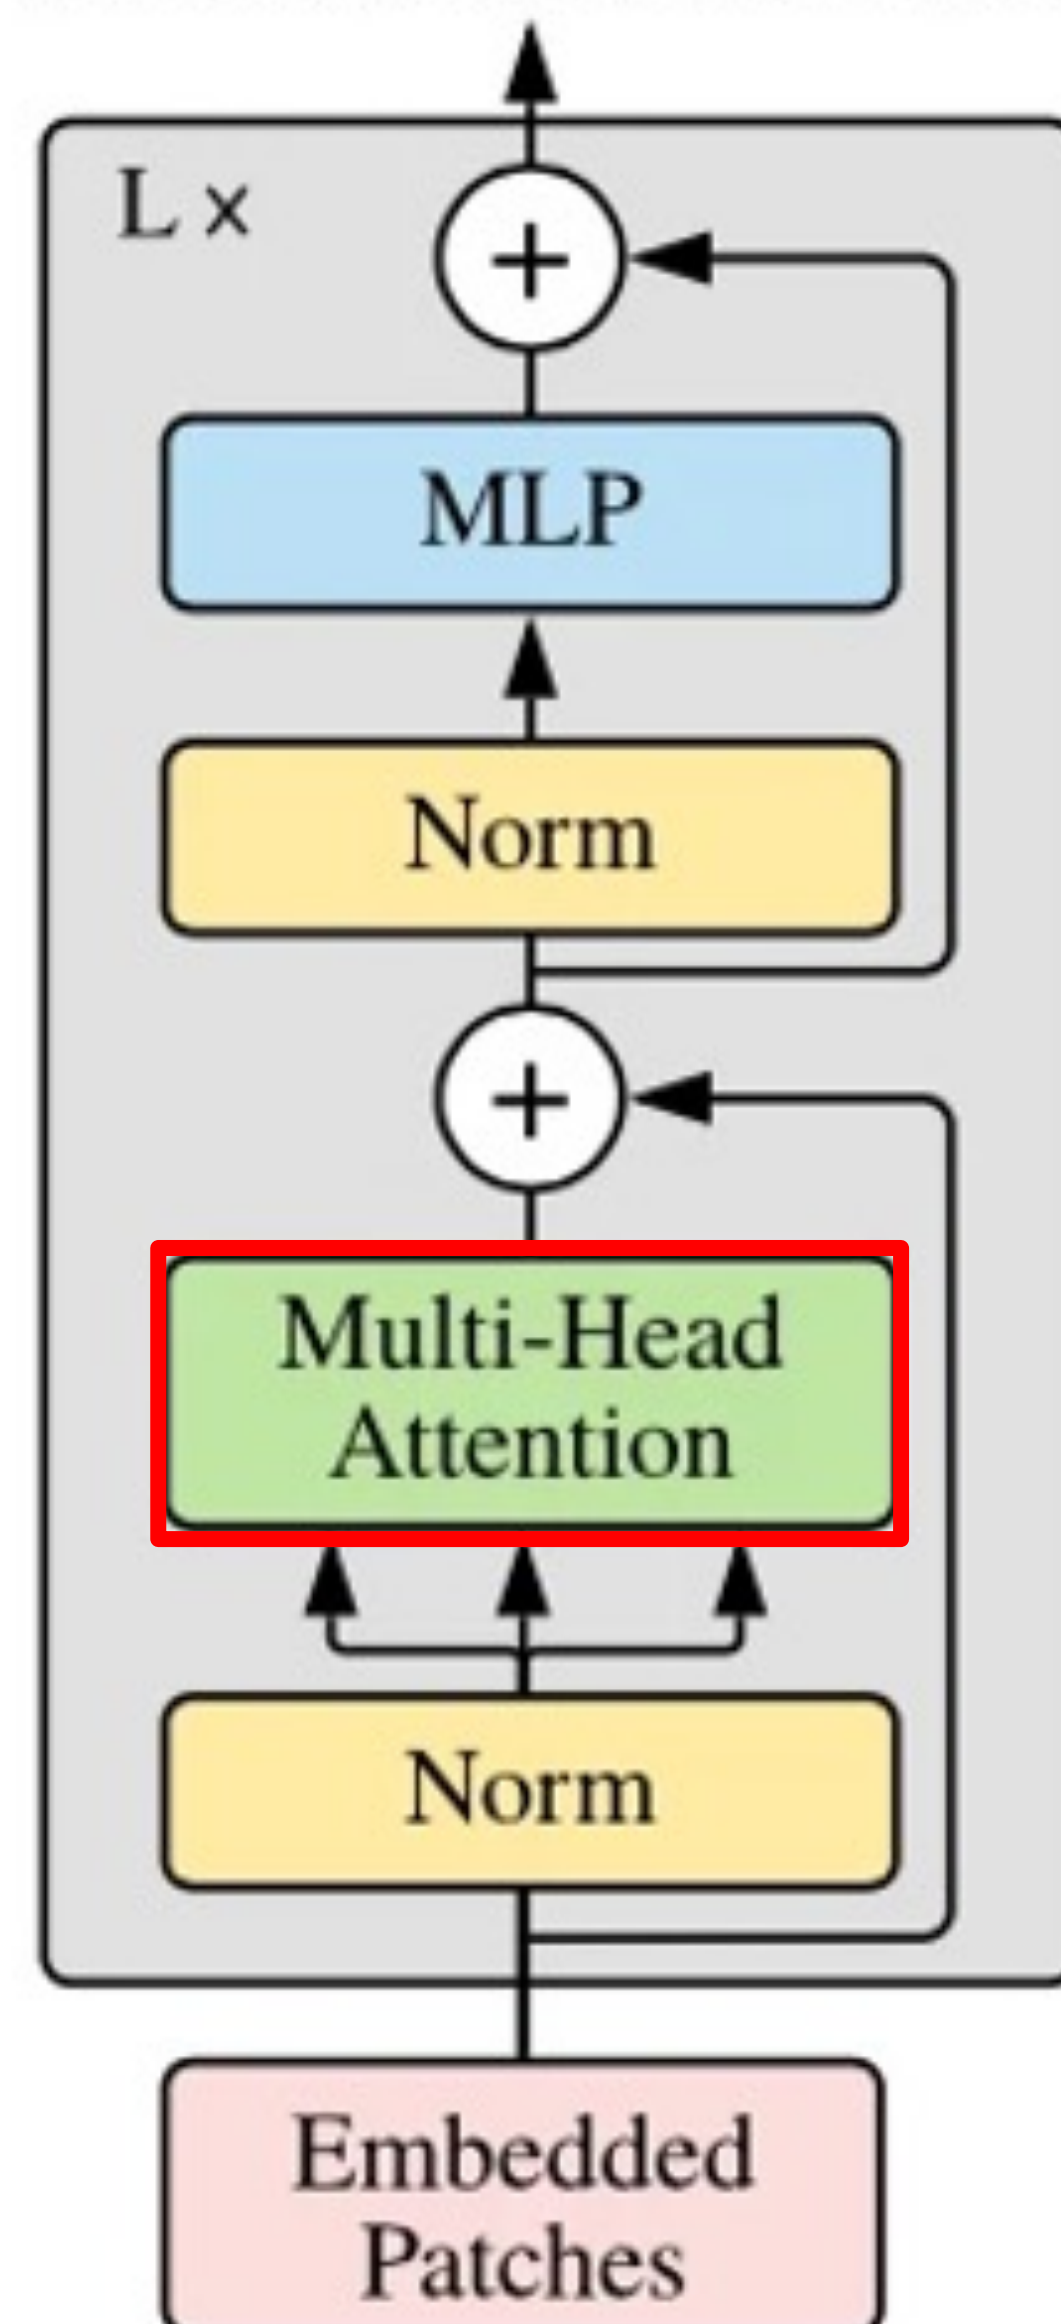 L ×
MLP
Norm
Multi-Head
Attention
Norm
Embedded
Patches